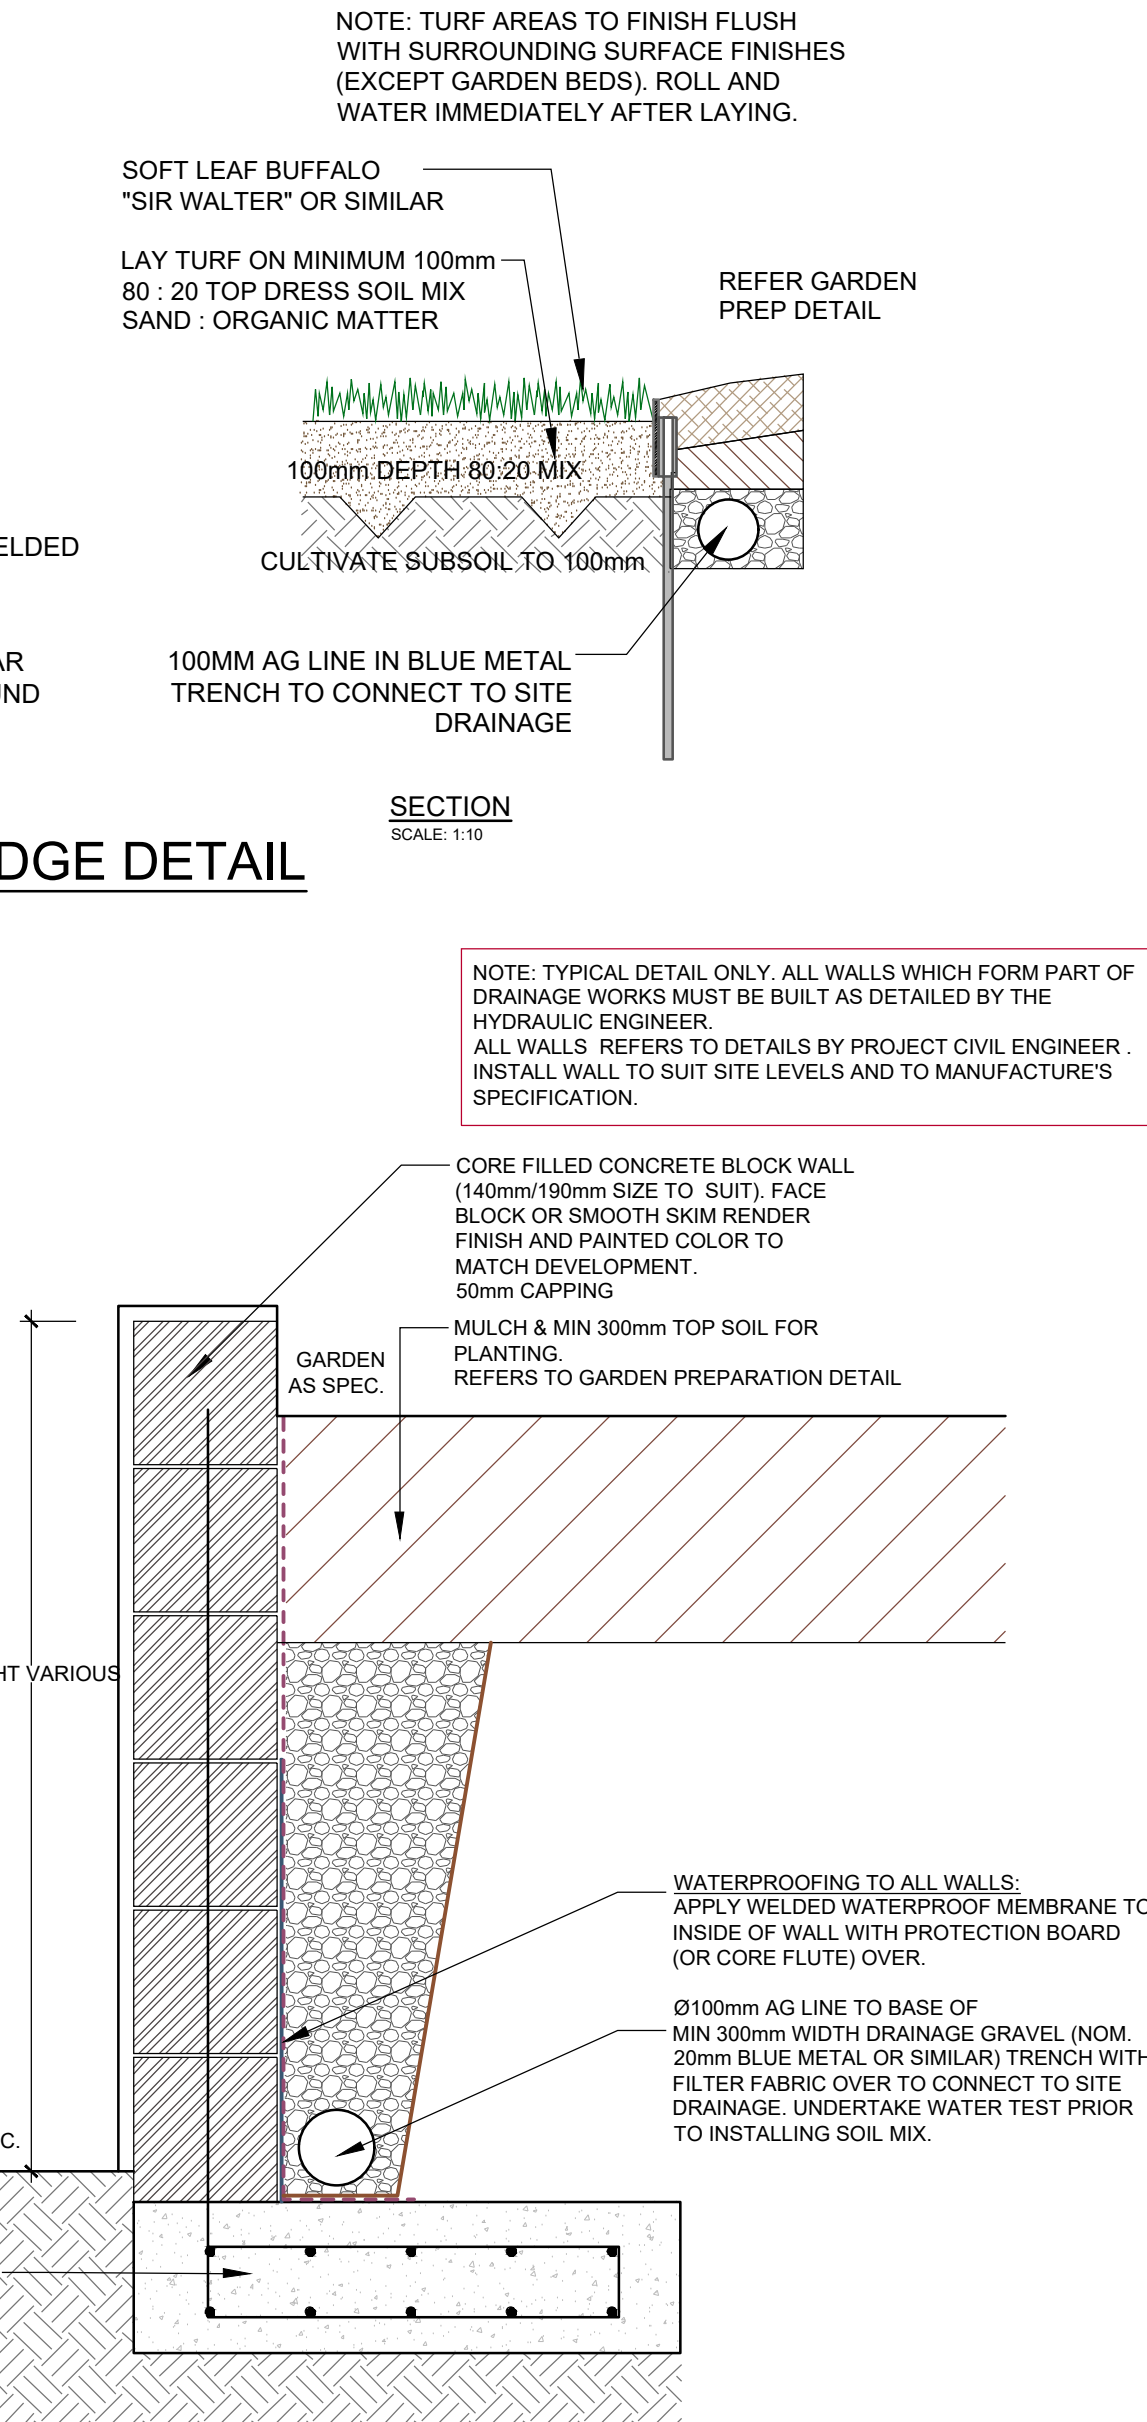 NOTE: TURF AREAS TO FINISH FLUSH
WITH SURROUNDING SURFACE FINISHES
(EXCEPT GARDEN BEDS). ROLL AND
WATER IMMEDIATELY AFTER LAYING.
SOFT LEAF BUFFALO
"SIR WALTER" OR SIMILAR
LAY TURF ON MINIMUM 100mm
80 : 20 TOP DRESS SOIL MIX
SAND : ORGANIC MATTER
REFER GARDEN
PREP DETAIL
100mm DEPTH 80:20 MIX
CULTIVATE SUBSOIL TO 100mm
100MM AG LINE IN BLUE METAL
TRENCH TO CONNECT TO SITE
DRAINAGE
SECTION
SCALE: 1:10
DETAIL
NOTE: TYPICAL DETAIL ONLY. ALL WALLS WHICH FORM PART OF
DRAINAGE WORKS MUST BE BUILT AS DETAILED BY THE
HYDRAULIC ENGINEER.
ALL WALLS REFERS TO DETAILS BY PROJECT CIVIL ENGINEER .
INSTALL WALL TO SUIT SITE LEVELS AND TO MANUFACTURE'S
SPECIFICATION.
CORE FILLED CONCRETE BLOCK WALL
(140mm/190mm SIZE TO SUIT). FACE
BLOCK OR SMOOTH SKIM RENDER
FINISH AND PAINTED COLOR TO
MATCH DEVELOPMENT.
50mm CAPPING
MULCH & MIN 300mm TOP SOIL FOR
PLANTING.
REFERS TO GARDEN PREPARATION DETAIL
GARDEN
AS SPEC.
VARIOUS
WATERPROOFING TO ALL WALLS:
APPLY WELDED WATERPROOF MEMBRANE TO
INSIDE OF WALL WITH PROTECTION BOARD
(OR CORE FLUTE) OVER.
Ø100mm AG LINE TO BASE OF
MIN 300mm WIDTH DRAINAGE GRAVEL (NOM.
20mm BLUE METAL OR SIMILAR) TRENCH WITH
FILTER FABRIC OVER TO CONNECT TO SITE
DRAINAGE. UNDERTAKE WATER TEST PRIOR
TO INSTALLING SOIL MIX.